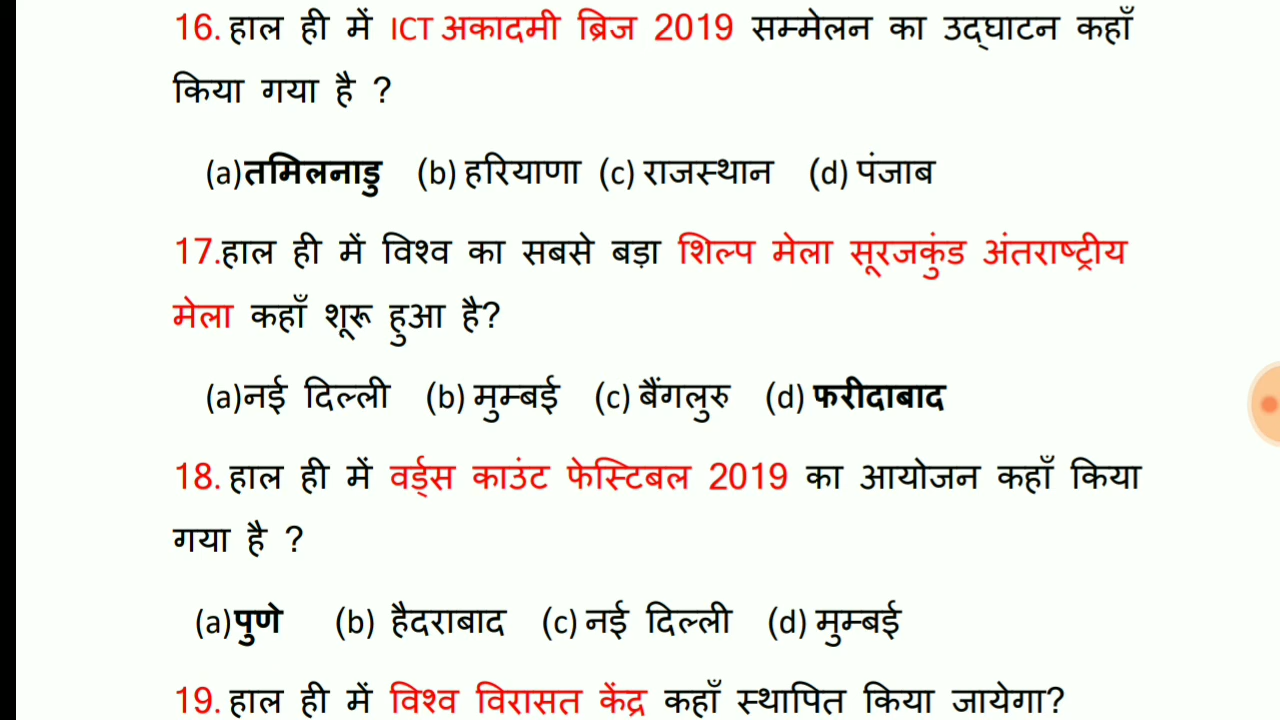 16. हाल ही में ICT अकादमी ब्रिज 2019 सम्मेलन का उद्घाटन कहाँ
किया गया है ?
(a)तमिलनाडु (b) हरियाणा (c) राजस्थान (d) पंजाब
17.हाल ही में विश्व का सबसे बड़ा शिल्प मेला सूरजकुंड अंतराष्ट्रीय
मेला कहाँ शूरू हुआ है?
(a)नई दिल्ली (b) मुम्बई (c) बैंगलुरु (d) फरीदाबाद
18. हाल ही में वर्ड्स काउंट फेस्टिबल 2019 का आयोजन कहाँ किया
गया है ?
(a)पुणे (b) हैदराबाद (c) नई दिल्ली (d) मुम्बई
19. हाल ही में विश्व विरासत केंद्र कहाँ स्थापित किया जायेगा?